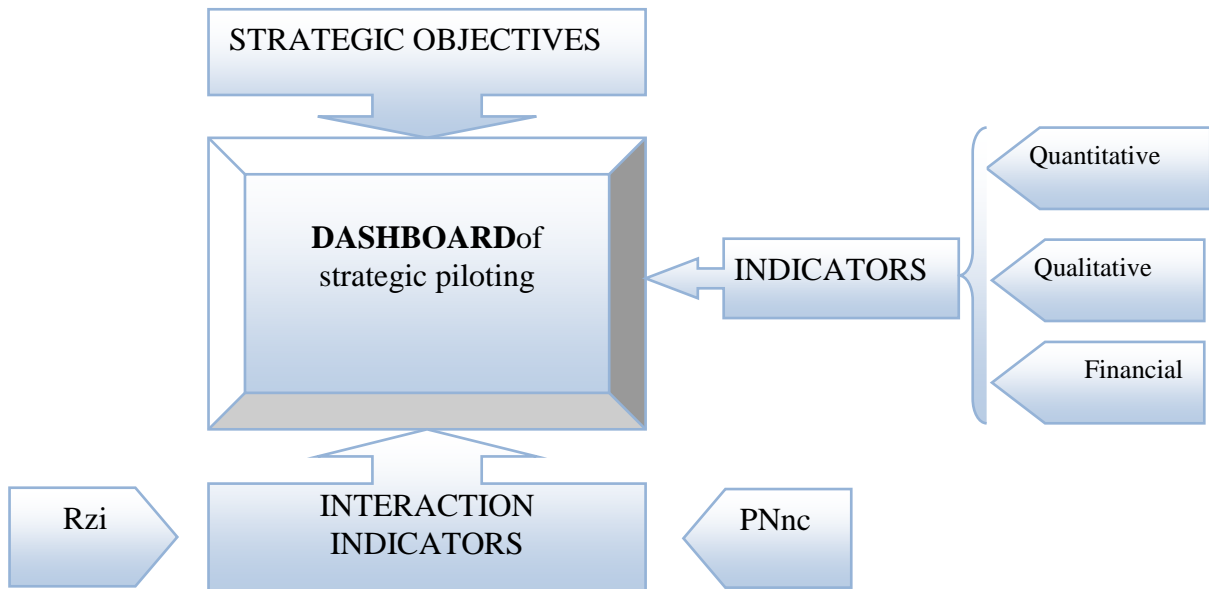 STRATEGIC OBJECTIVES
Quantitative
DASHBOARDof
strategic piloting
INDICATORS
Qualitative
Financial
Rzi
INTERACTION
INDICATORS
PNnc